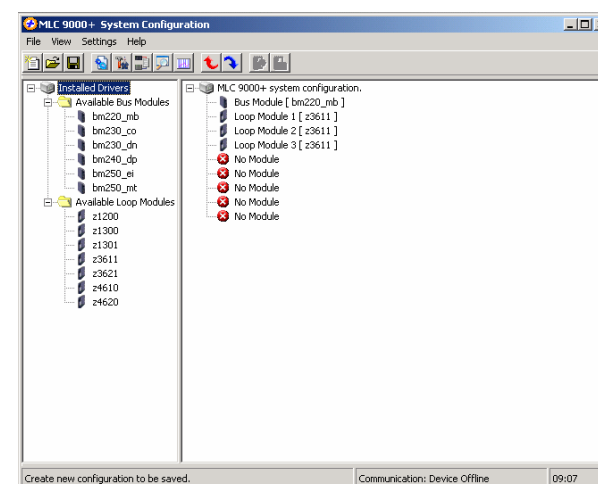 MLC 9000+ System Configuration
File View Settings Help
Installed Drivers
Available Bus Modules
bm220_mb
bm230_co
bm230_dn
bm240_dp
bm250_ei
bm250_mt
Available Loop Modules
z1200
z1300
z1301
z3611
z3621
z4610
z4620
MLC 9000+ system configuration.
Bus Module [ bm220_mb ]
Loop Module 1 [ z3611 ]
Loop Module 2 [ z3611 ]
Loop Module 3 [ z3611 ]
No Module
No Module
No Module
No Module
No Module
Create new configuration to be saved.
Communication: Device Offline
09:07